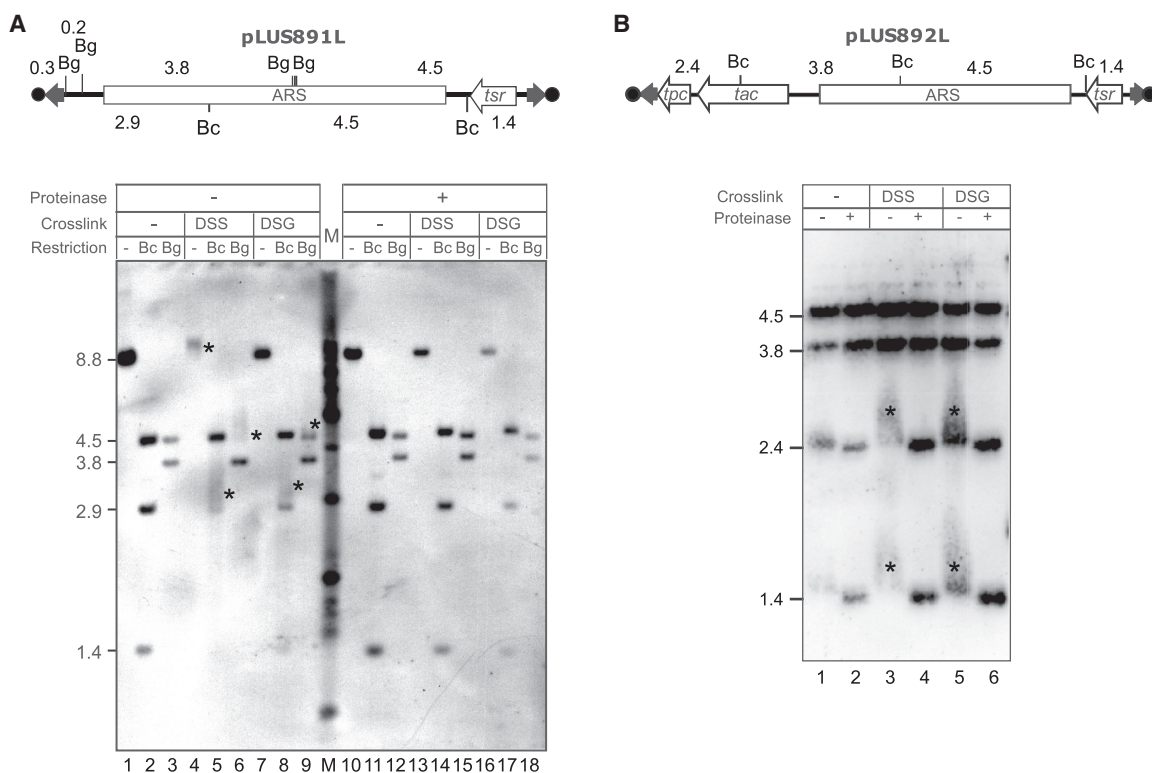 A
pLUS891L
0.2
Bg
0.3 Bg 3.8 Bg Bg 4.5
ARS tsr
2.9 Bc 4.5 Bc 1.4
Proteinase - +
Crosslink - DSS DSG M - DSS DSG
Restriction - Bc Bg - Bc Bg - Bc Bg - Bc Bg - Bc Bg - Bc Bg
8.8 *
4.5 * *
3.8
* *
2.9
1.4
1 2 3 4 5 6 7 8 9 M 10 11 12 13 14 15 16 17 18
B
pLUS892L
2.4 Bc 3.8 Bc 4.5 Bc 1.4
tpc tac ARS tsr
Crosslink - DSS DSG
Proteinase - + - + - +
4.5
3.8
* *
2.4
* *
1.4
1 2 3 4 5 6